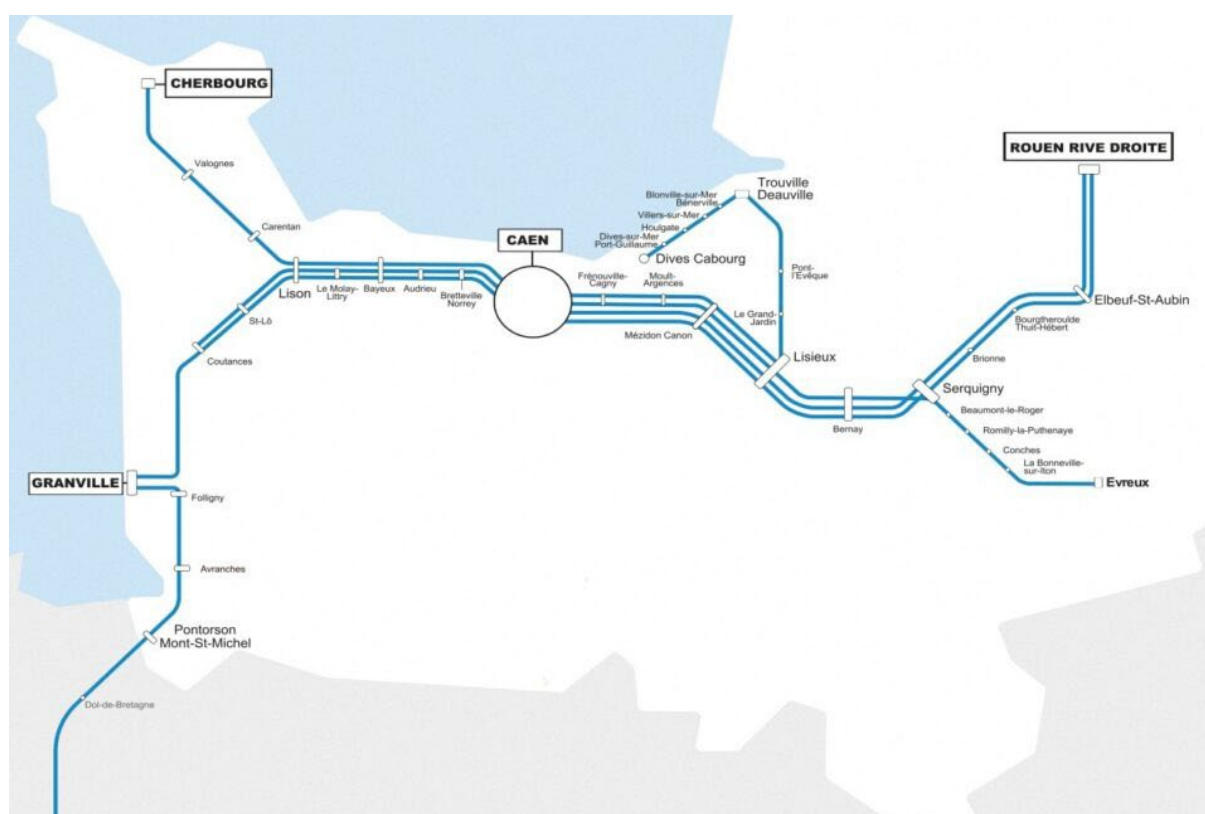 CHERBOURG
Valognes
Carentan
Lison
Le Molay-
Littry
Bayeux
Audrieu
Bretteville
Norrey
St-Lô
Coutances
GRANVILLE
Folligny
Avranches
Pontorson
Mont-St-Michel
Dol-de-Bretagne
CAEN
Frénouville-
Cagny
Moult-
Argences
Mézidon Canon
Blonville-sur-Mer
Bénerville
Villers-sur-Mer
Houlgate
Dives-sur-Mer
Port-Guillaume
Dives Cabourg
Trouville
Deauville
Pont-
l'Evêque
Le Grand-
Jardin
Lisieux
Bernay
ROUEN RIVE DROITE
Elbeuf-St-Aubin
Bourgtheroulde
Thuit-Hébert
Brionne
Serquigny
Beaumont-le-Roger
Romilly-la-Puthenaye
Conches
La Bonneville-
sur-Iton
Evreux